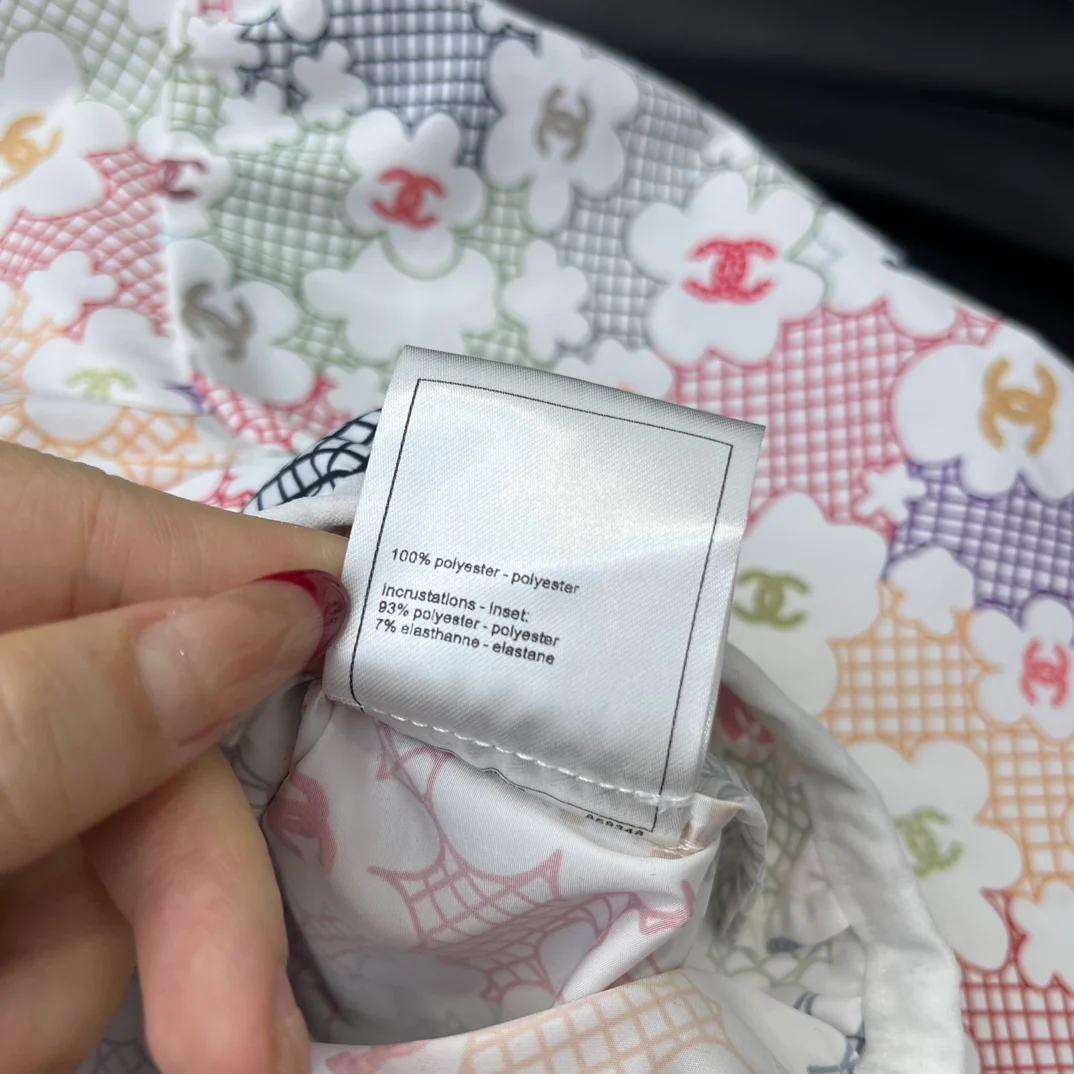 100% polyester - polyester
Incrustations - Inset:
93% polyester - polyester
7% elasthanne - elastane